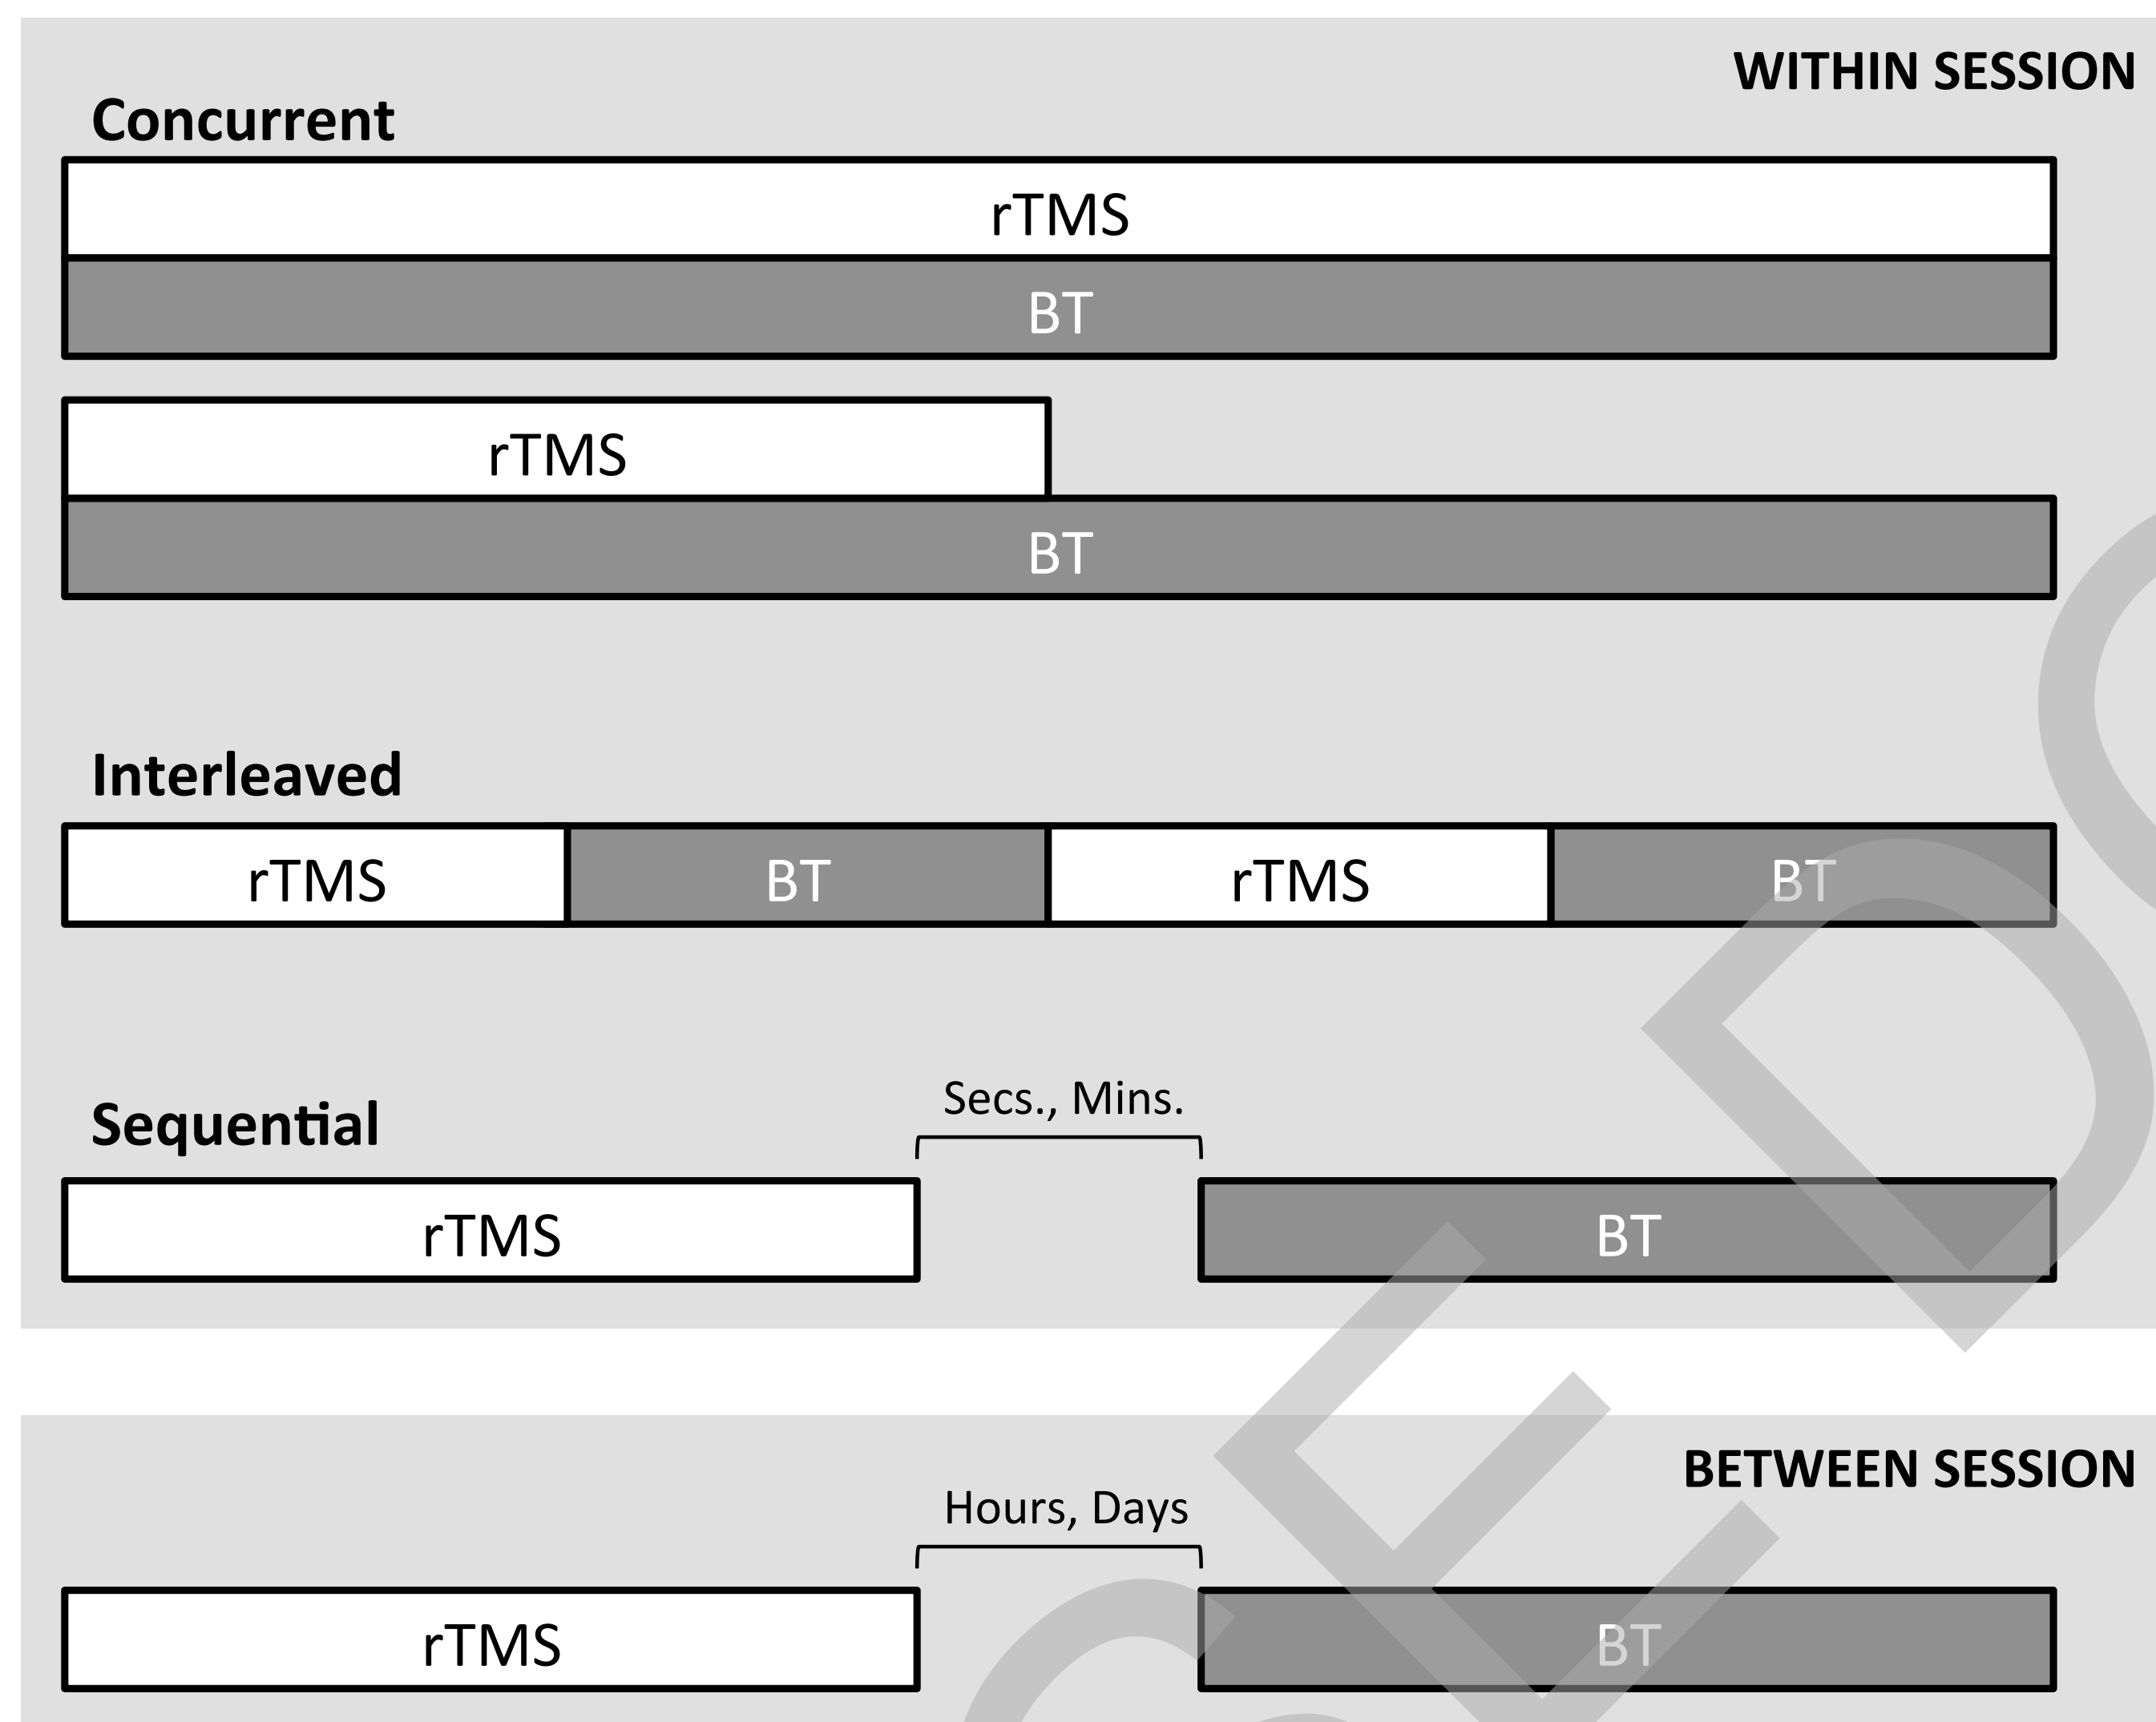 WITHIN SESSION
Concurrent
rTMS
BT
rTMS
BT
Interleaved
rTMS BT rTMS BT
Secs., Mins.
Sequential
rTMS BT
BETWEEN SESSION
Hours, Days
rTMS BT